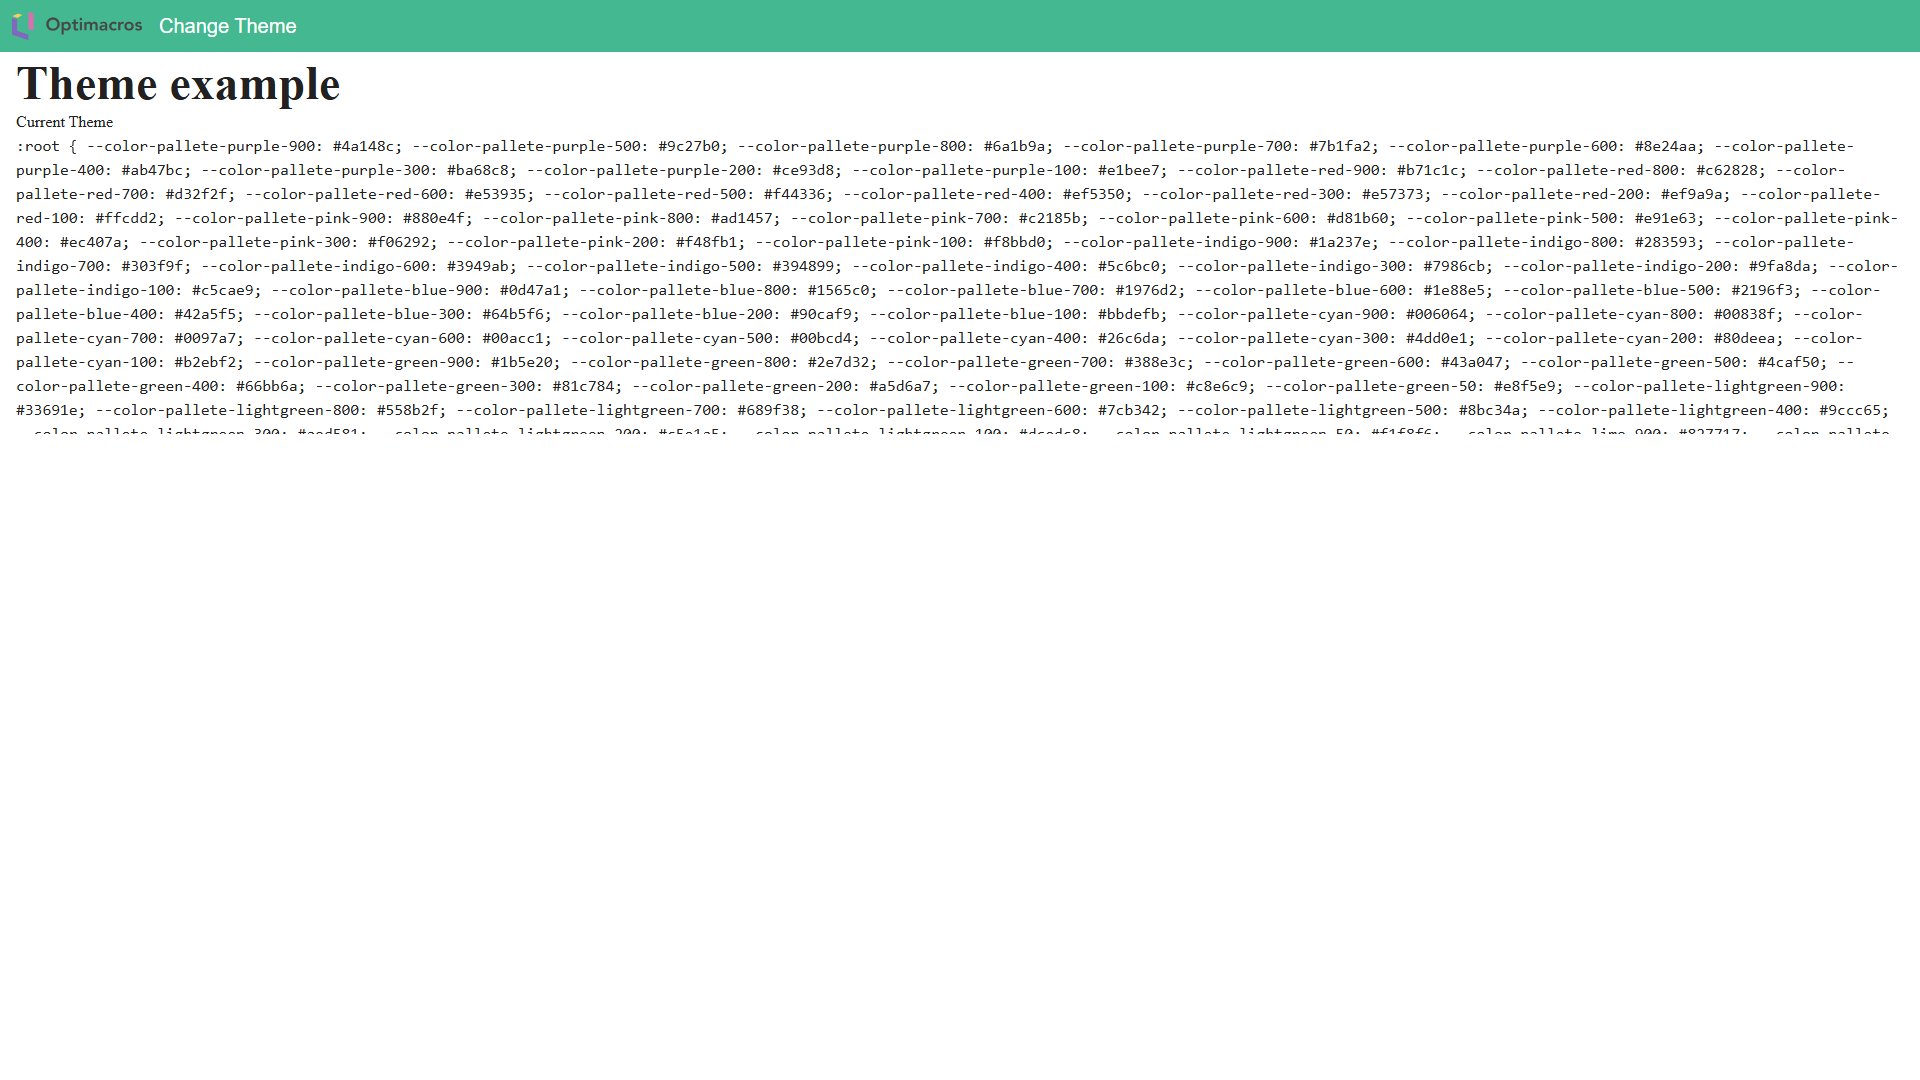 Optimacros Change Theme
Theme example
Current Theme
:root { --color-pallete-purple-900: #4a148c; --color-pallete-purple-500: #9c27b0; --color-pallete-purple-800: #6a1b9a; --color-pallete-purple-700: #7b1fa2; --color-pallete-purple-600: #8e24aa; --color-pallete-
purple-400: #ab47bc; --color-pallete-purple-300: #ba68c8; --color-pallete-purple-200: #ce93d8; --color-pallete-purple-100: #e1bee7; --color-pallete-red-900: #b71c1c; --color-pallete-red-800: #c62828; --color-
pallete-red-700: #d32f2f; --color-pallete-red-600: #e53935; --color-pallete-red-500: #f44336; --color-pallete-red-400: #ef5350; --color-pallete-red-300: #e57373; --color-pallete-red-200: #ef9a9a; --color-pallete-
red-100: #ffcdd2; --color-pallete-pink-900: #880e4f; --color-pallete-pink-800: #ad1457; --color-pallete-pink-700: #c2185b; --color-pallete-pink-600: #d81b60; --color-pallete-pink-500: #e91e63; --color-pallete-pink-
400: #ec407a; --color-pallete-pink-300: #f06292; --color-pallete-pink-200: #f48fb1; --color-pallete-pink-100: #f8bbd0; --color-pallete-indigo-900: #1a237e; --color-pallete-indigo-800: #283593; --color-pallete-
indigo-700: #303f9f; --color-pallete-indigo-600: #3949ab; --color-pallete-indigo-500: #394899; --color-pallete-indigo-400: #5c6bc0; --color-pallete-indigo-300: #7986cb; --color-pallete-indigo-200: #9fa8da; --color-
pallete-indigo-100: #c5cae9; --color-pallete-blue-900: #0d47a1; --color-pallete-blue-800: #1565c0; --color-pallete-blue-700: #1976d2; --color-pallete-blue-600: #1e88e5; --color-pallete-blue-500: #2196f3; --color-
pallete-blue-400: #42a5f5; --color-pallete-blue-300: #64b5f6; --color-pallete-blue-200: #90caf9; --color-pallete-blue-100: #bbdefb; --color-pallete-cyan-900: #006064; --color-pallete-cyan-800: #00838f; --color-
pallete-cyan-700: #0097a7; --color-pallete-cyan-600: #00acc1; --color-pallete-cyan-500: #00bcd4; --color-pallete-cyan-400: #26c6da; --color-pallete-cyan-300: #4dd0e1; --color-pallete-cyan-200: #80deea; --color-
pallete-cyan-100: #b2ebf2; --color-pallete-green-900: #1b5e20; --color-pallete-green-800: #2e7d32; --color-pallete-green-700: #388e3c; --color-pallete-green-600: #43a047; --color-pallete-green-500: #4caf50; --
color-pallete-green-400: #66bb6a; --color-pallete-green-300: #81c784; --color-pallete-green-200: #a5d6a7; --color-pallete-green-100: #c8e6c9; --color-pallete-green-50: #e8f5e9; --color-pallete-lightgreen-900:
#33691e; --color-pallete-lightgreen-800: #558b2f; --color-pallete-lightgreen-700: #689f38; --color-pallete-lightgreen-600: #7cb342; --color-pallete-lightgreen-500: #8bc34a; --color-pallete-lightgreen-400: #9ccc65;